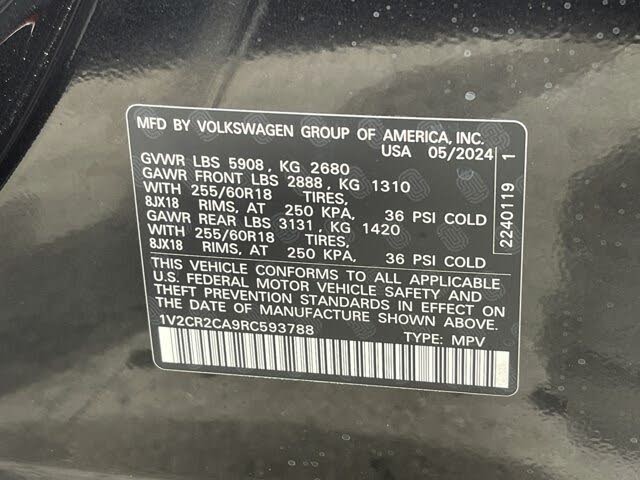 MFD BY VOLKSWAGEN GROUP OF AMERICA, INC.
USA 05/2024
GVWR LBS 5908, KG 2680
GAWR FRONT LBS 2888, KG 1310
WITH 255/60R18 TIRES,
8JX18 RIMS, AT 250 KPA, 36 PSI COLD
GAWR REAR LBS 3131, KG 1420
WITH 255/60R18 TIRES,
8JX18 RIMS, AT 250 KPA, 36 PSI COLD
THIS VEHICLE CONFORMS TO ALL APPLICABLE
U.S. FEDERAL MOTOR VEHICLE SAFETY AND
THEFT PREVENTION STANDARDS IN EFFECT ON
THE DATE OF MANUFACTURE SHOWN ABOVE.
1V2CR2CA9RC593788 TYPE: MPV
2240119 1